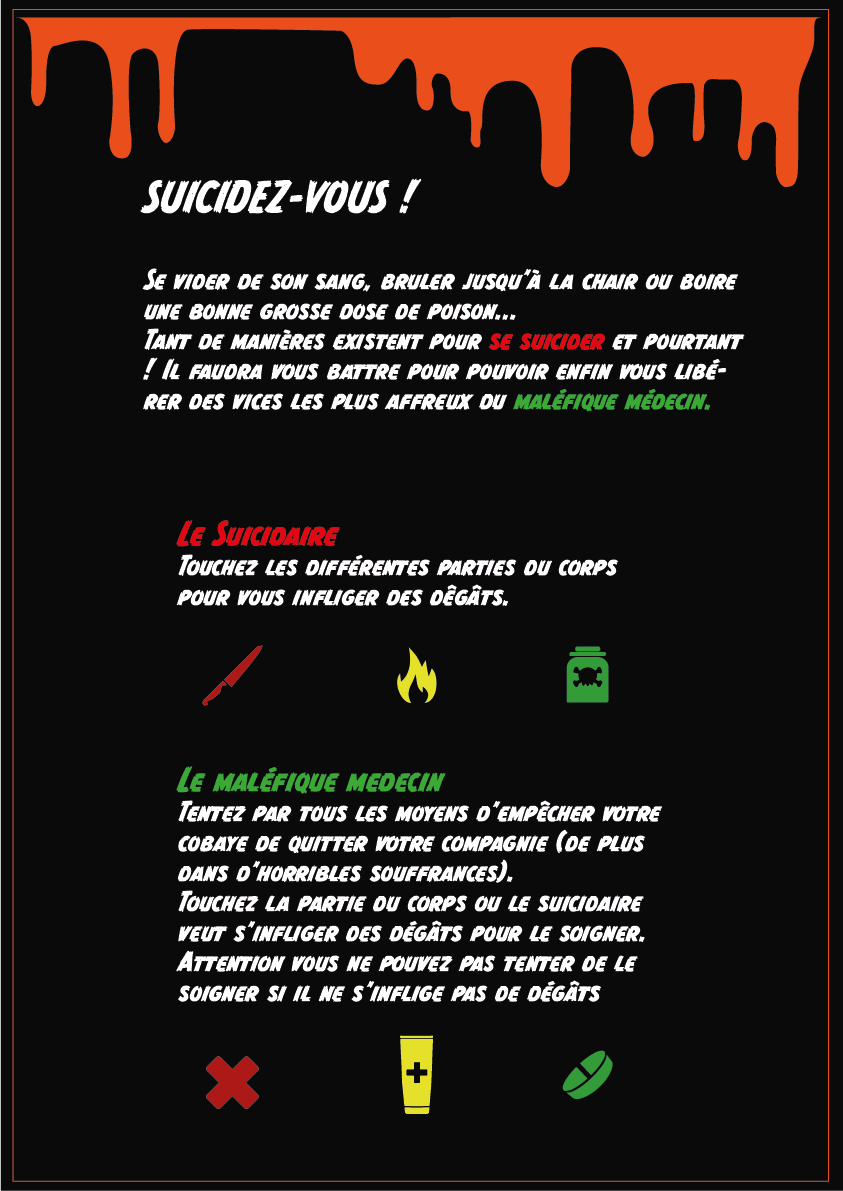 SUICIDEZ-VOUS !
SE VIDER DE SON SANG, BRULER JUSQU'À LA CHAIR OU BOIRE
UNE BONNE GROSSE DOSE DE POISON...
TANT DE MANIÈRES EXISTENT POUR SE SUICIDER ET POURTANT
! IL FAUDRA VOUS BATTRE POUR POUVOIR ENFIN VOUS LIBÉ-
RER DES VICES LES PLUS AFFREUX DU MALÉFIQUE MÉDECIN.
LE SUICIDAIRE
TOUCHEZ LES DIFFÉRENTES PARTIES DU CORPS
POUR VOUS INFLIGER DES DÊGÂTS.
LE MALÉFIQUE MEDECIN
TENTEZ PAR TOUS LES MOYENS D'EMPÊCHER VOTRE
COBAYE DE QUITTER VOTRE COMPAGNIE (DE PLUS
DANS D'HORRIBLES SOUFFRANCES).
TOUCHEZ LA PARTIE DU CORPS OU LE SUICIDAIRE
VEUT S'INFLIGER DES DÉGÂTS POUR LE SOIGNER.
ATTENTION VOUS NE POUVEZ PAS TENTER DE LE
SOIGNER SI IL NE S'INFLIGE PAS DE DÉGÂTS